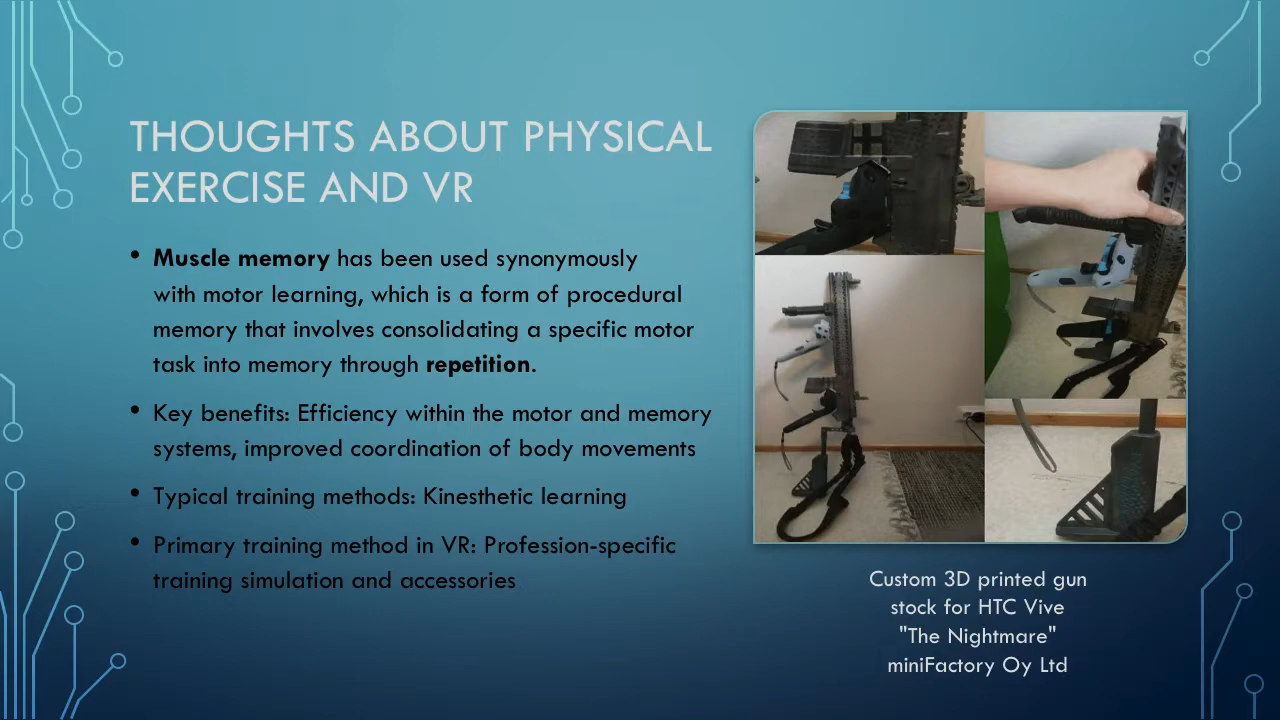 THOUGHTS ABOUT PHYSICAL
EXERCISE AND VR
• Muscle memory has been used synonymously
with motor learning, which is a form of procedural
memory that involves consolidating a specific motor
task into memory through repetition.
• Key benefits: Efficiency within the motor and memory
systems, improved coordination of body movements
• Typical training methods: Kinesthetic learning
• Primary training method in VR: Profession-specific
training simulation and accessories
Custom 3D printed gun
stock for HTC Vive
"The Nightmare"
miniFactory Oy Ltd